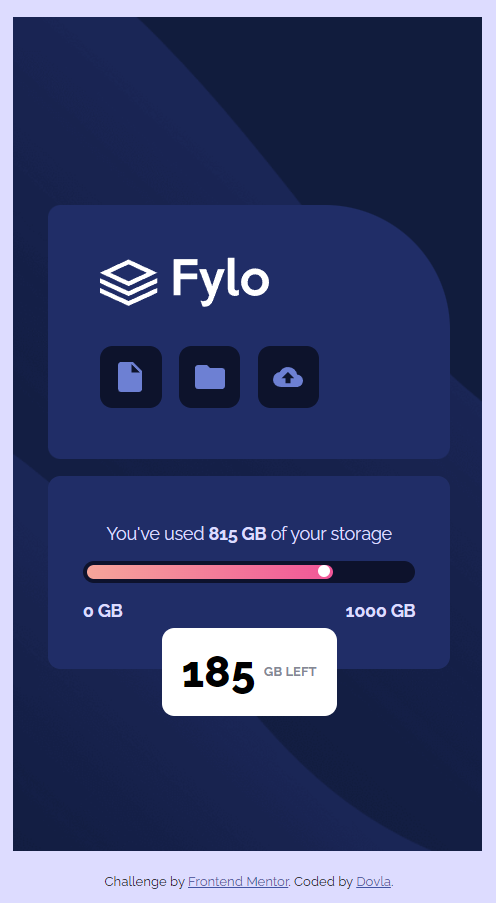 Fylo
You've used 815 GB of your storage
0 GB 1000 GB
185 GB LEFT
Challenge by Frontend Mentor. Coded by Dovla.